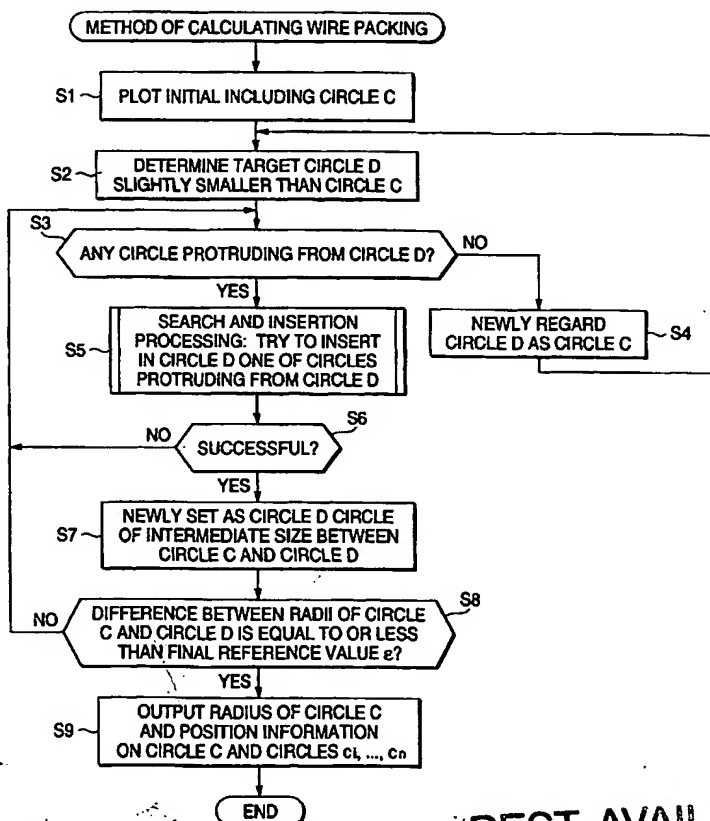 METHOD OF CALCULATING WIRE PACKING
S1
PLOT INITIAL INCLUDING CIRCLE C
S2
DETERMINE TARGET CIRCLE D
SLIGHTLY SMALLER THAN CIRCLE C
S3
ANY CIRCLE PROTRUDING FROM CIRCLE D?
NO
YES
S4
NEWLY REGARD
CIRCLE D AS CIRCLE C
S5
SEARCH AND INSERTION
PROCESSING: TRY TO INSERT
IN CIRCLE D ONE OF CIRCLES
PROTRUDING FROM CIRCLE D
S6
NO
SUCCESSFUL?
YES
S7
NEWLY SET AS CIRCLE D CIRCLE
OF INTERMEDIATE SIZE BETWEEN
CIRCLE C AND CIRCLE D
S8
NO
DIFFERENCE BETWEEN RADII OF CIRCLE
C AND CIRCLE D IS EQUAL TO OR LESS
THAN FINAL REFERENCE VALUE ε?
YES
S9
OUTPUT RADIUS OF CIRCLE C
AND POSITION INFORMATION
ON CIRCLE C AND CIRCLES ci, ..., cn
END